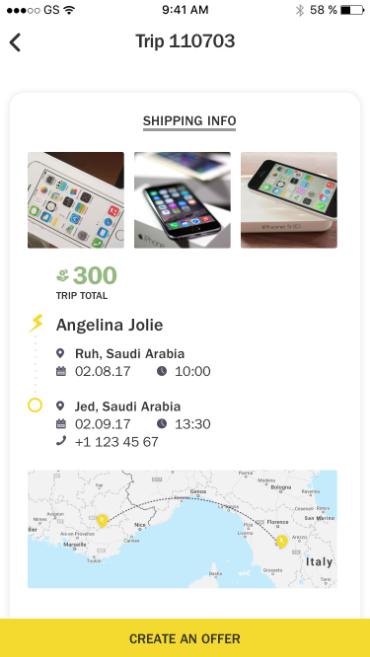 GS
9:41 AM
58 %
Trip 110703
SHIPPING INFO
300
TRIP TOTAL
Angelina Jolie
Ruh, Saudi Arabia
02.08.17 10:00
Jed, Saudi Arabia
02.09.17 13:30
+1 123 45 67
Genoa
Bologna
Nice
Florence
San Marino
Marseille
Toulon
Italy
CREATE AN OFFER